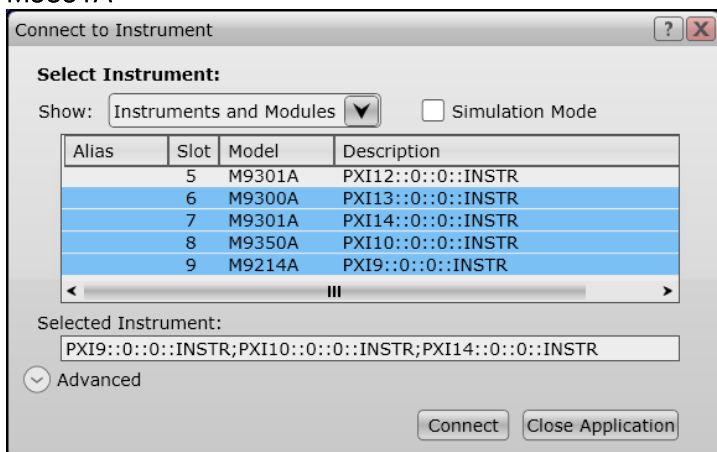 Connect to Instrument
Select Instrument:
Show: Instruments and Modules Simulation Mode
Alias Slot Model Description
5 M9301A PXI12::0::0::INSTR
6 M9300A PXI13::0::0::INSTR
7 M9301A PXI14::0::0::INSTR
8 M9350A PXI10::0::0::INSTR
9 M9214A PXI9::0::0::INSTR
Selected Instrument:
PXI9::0::0::INSTR;PXI10::0::0::INSTR;PXI14::0::0::INSTR
Advanced
Connect Close Application